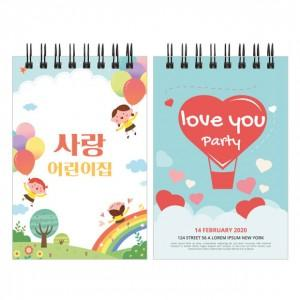 사랑
어린이집
love you
Party
14 FEBRUARY 2020
124 STREET 56 A LOREM IPSUM NEW YORK